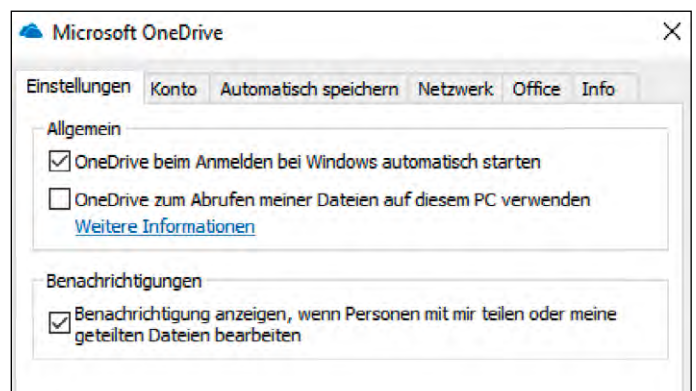 Microsoft OneDrive
Einstellungen Konto Automatisch speichern Netzwerk Office Info
Allgemein
OneDrive beim Anmelden bei Windows automatisch starten
OneDrive zum Abrufen meiner Dateien auf diesem PC verwenden
Weitere Informationen
Benachrichtigungen
Benachrichtigung anzeigen, wenn Personen mit mir teilen oder meine
geteilten Dateien bearbeiten